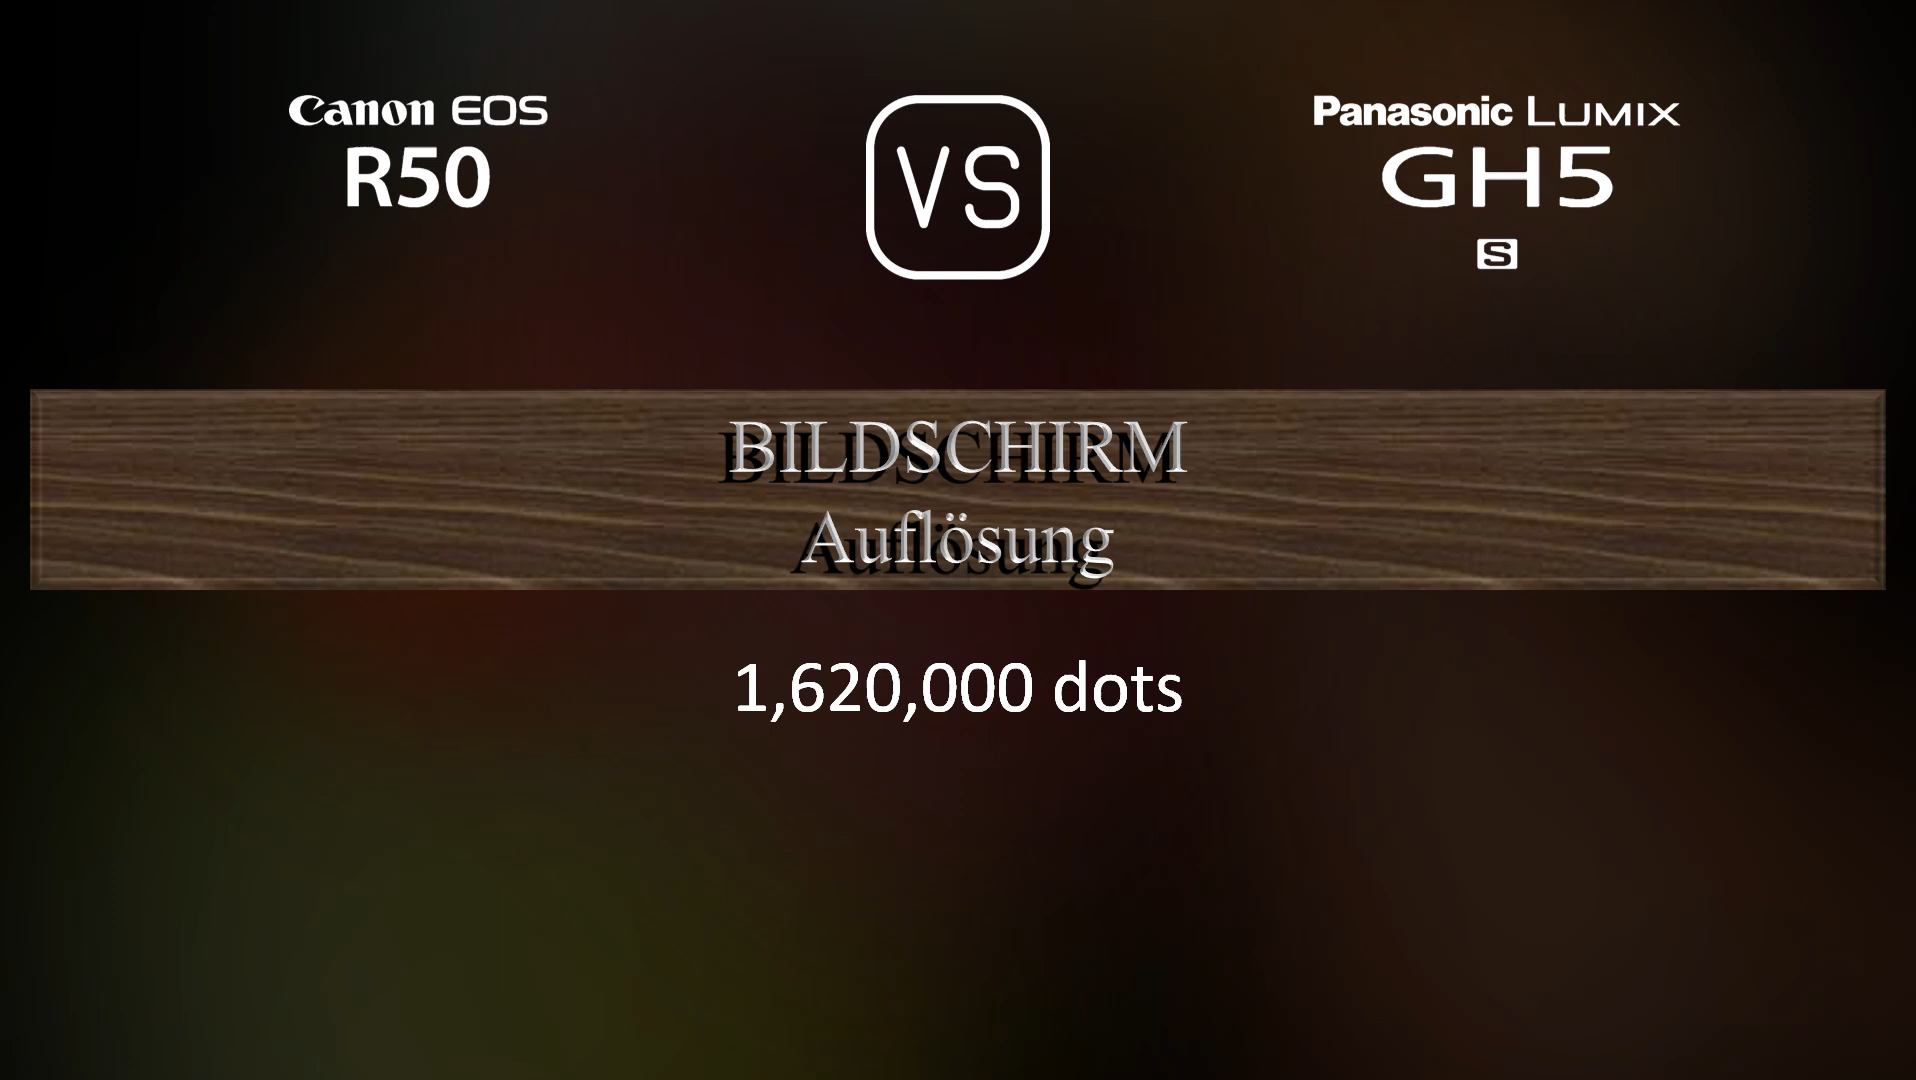 Canon EOS
R50
VS
Panasonic LUMIX
GH5
S
BILDSCHIRM
Auflösung
1,620,000 dots